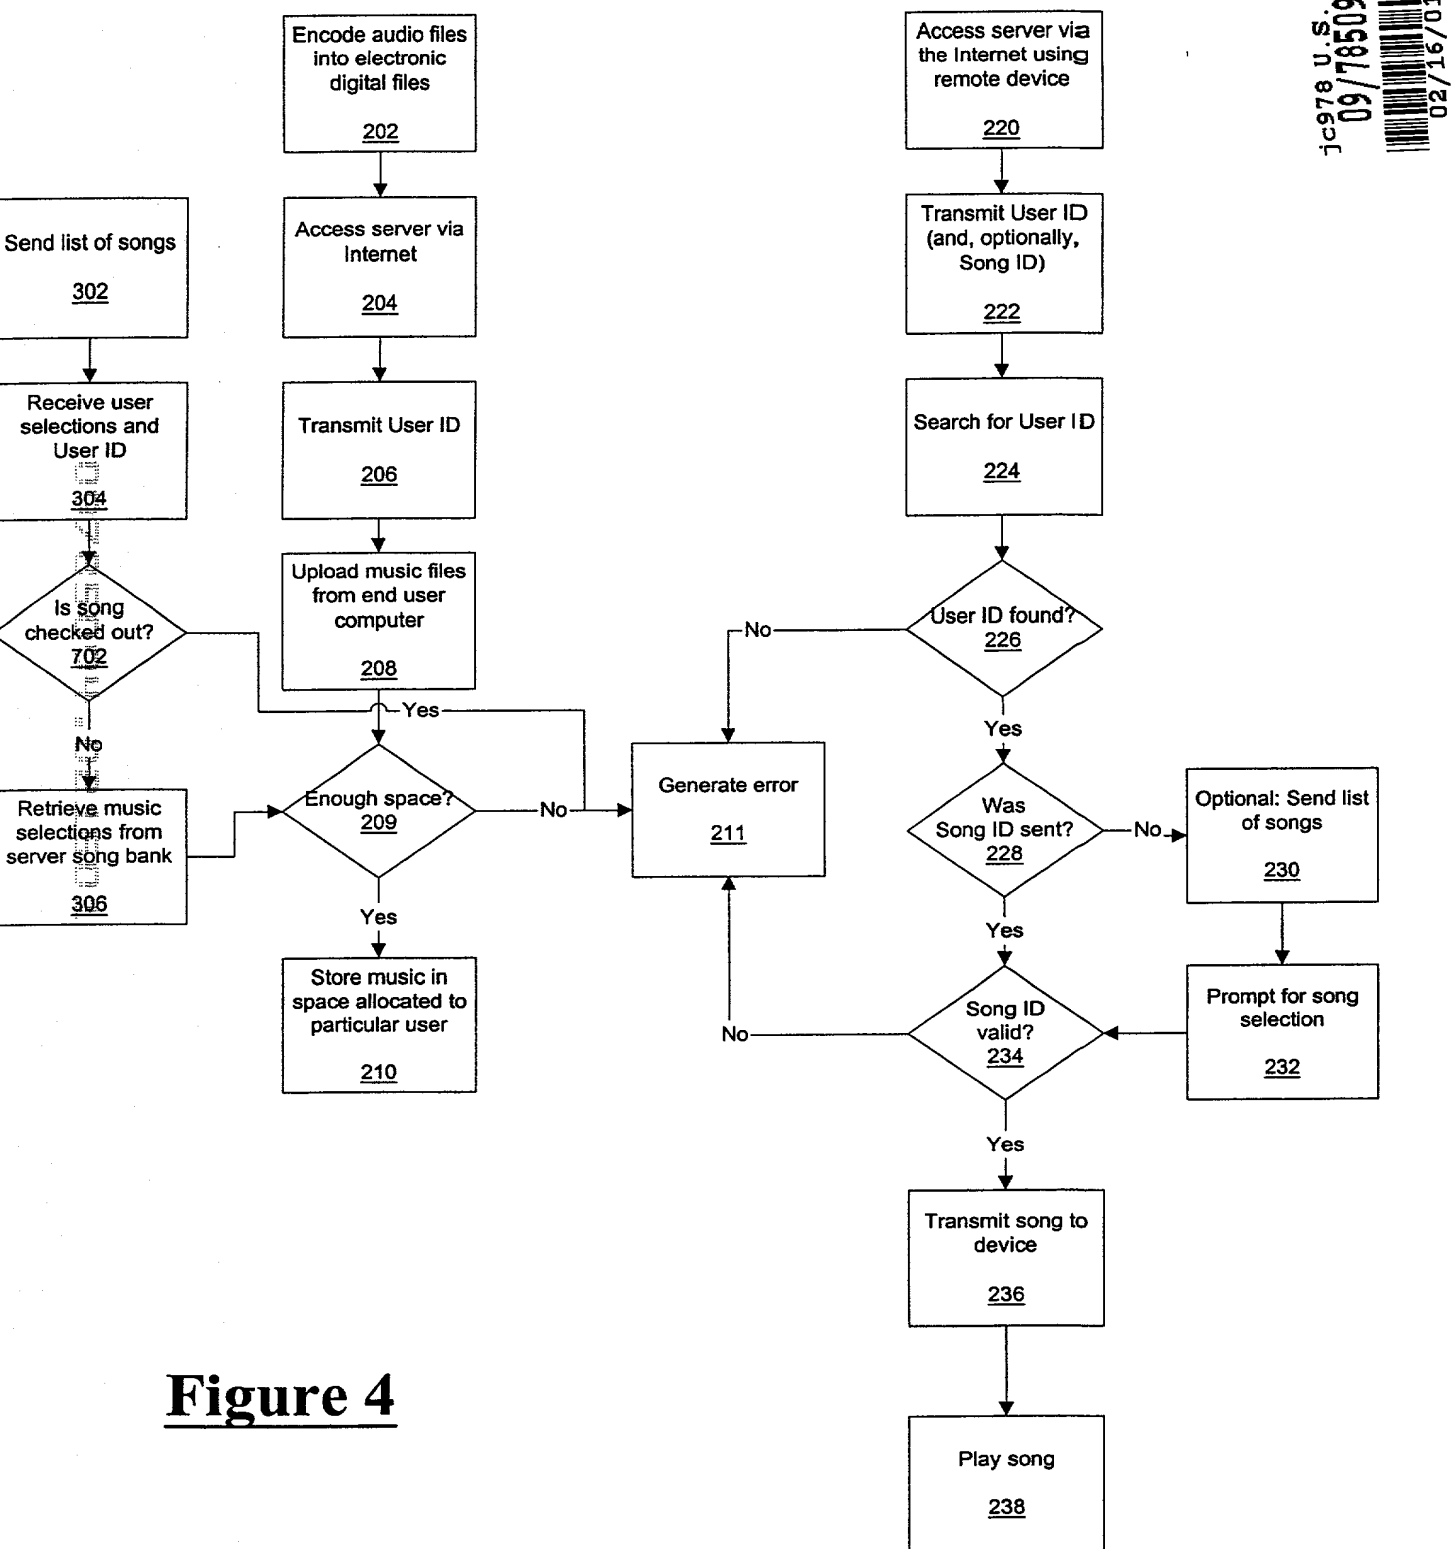 jc978 U.S.
09/78509
02/16/01
Send list of songs
302
Receive user
selections and
User ID
304
Is song
checked out?
702
No
Yes
Retrieve music
selections from
server song bank
306
Encode audio files
into electronic
digital files
202
Access server via
Internet
204
Transmit User ID
206
Upload music files
from end user
computer
208
Enough space?
209
No
Yes
Store music in
space allocated to
particular user
210
Generate error
211
Access server via
the Internet using
remote device
220
Transmit User ID
(and, optionally,
Song ID)
222
Search for User ID
224
User ID found?
226
No
Yes
Was
Song ID sent?
228
No
Yes
Optional: Send list
of songs
230
Prompt for song
selection
232
Song ID
valid?
234
No
Yes
Transmit song to
device
236
Play song
238
Figure 4